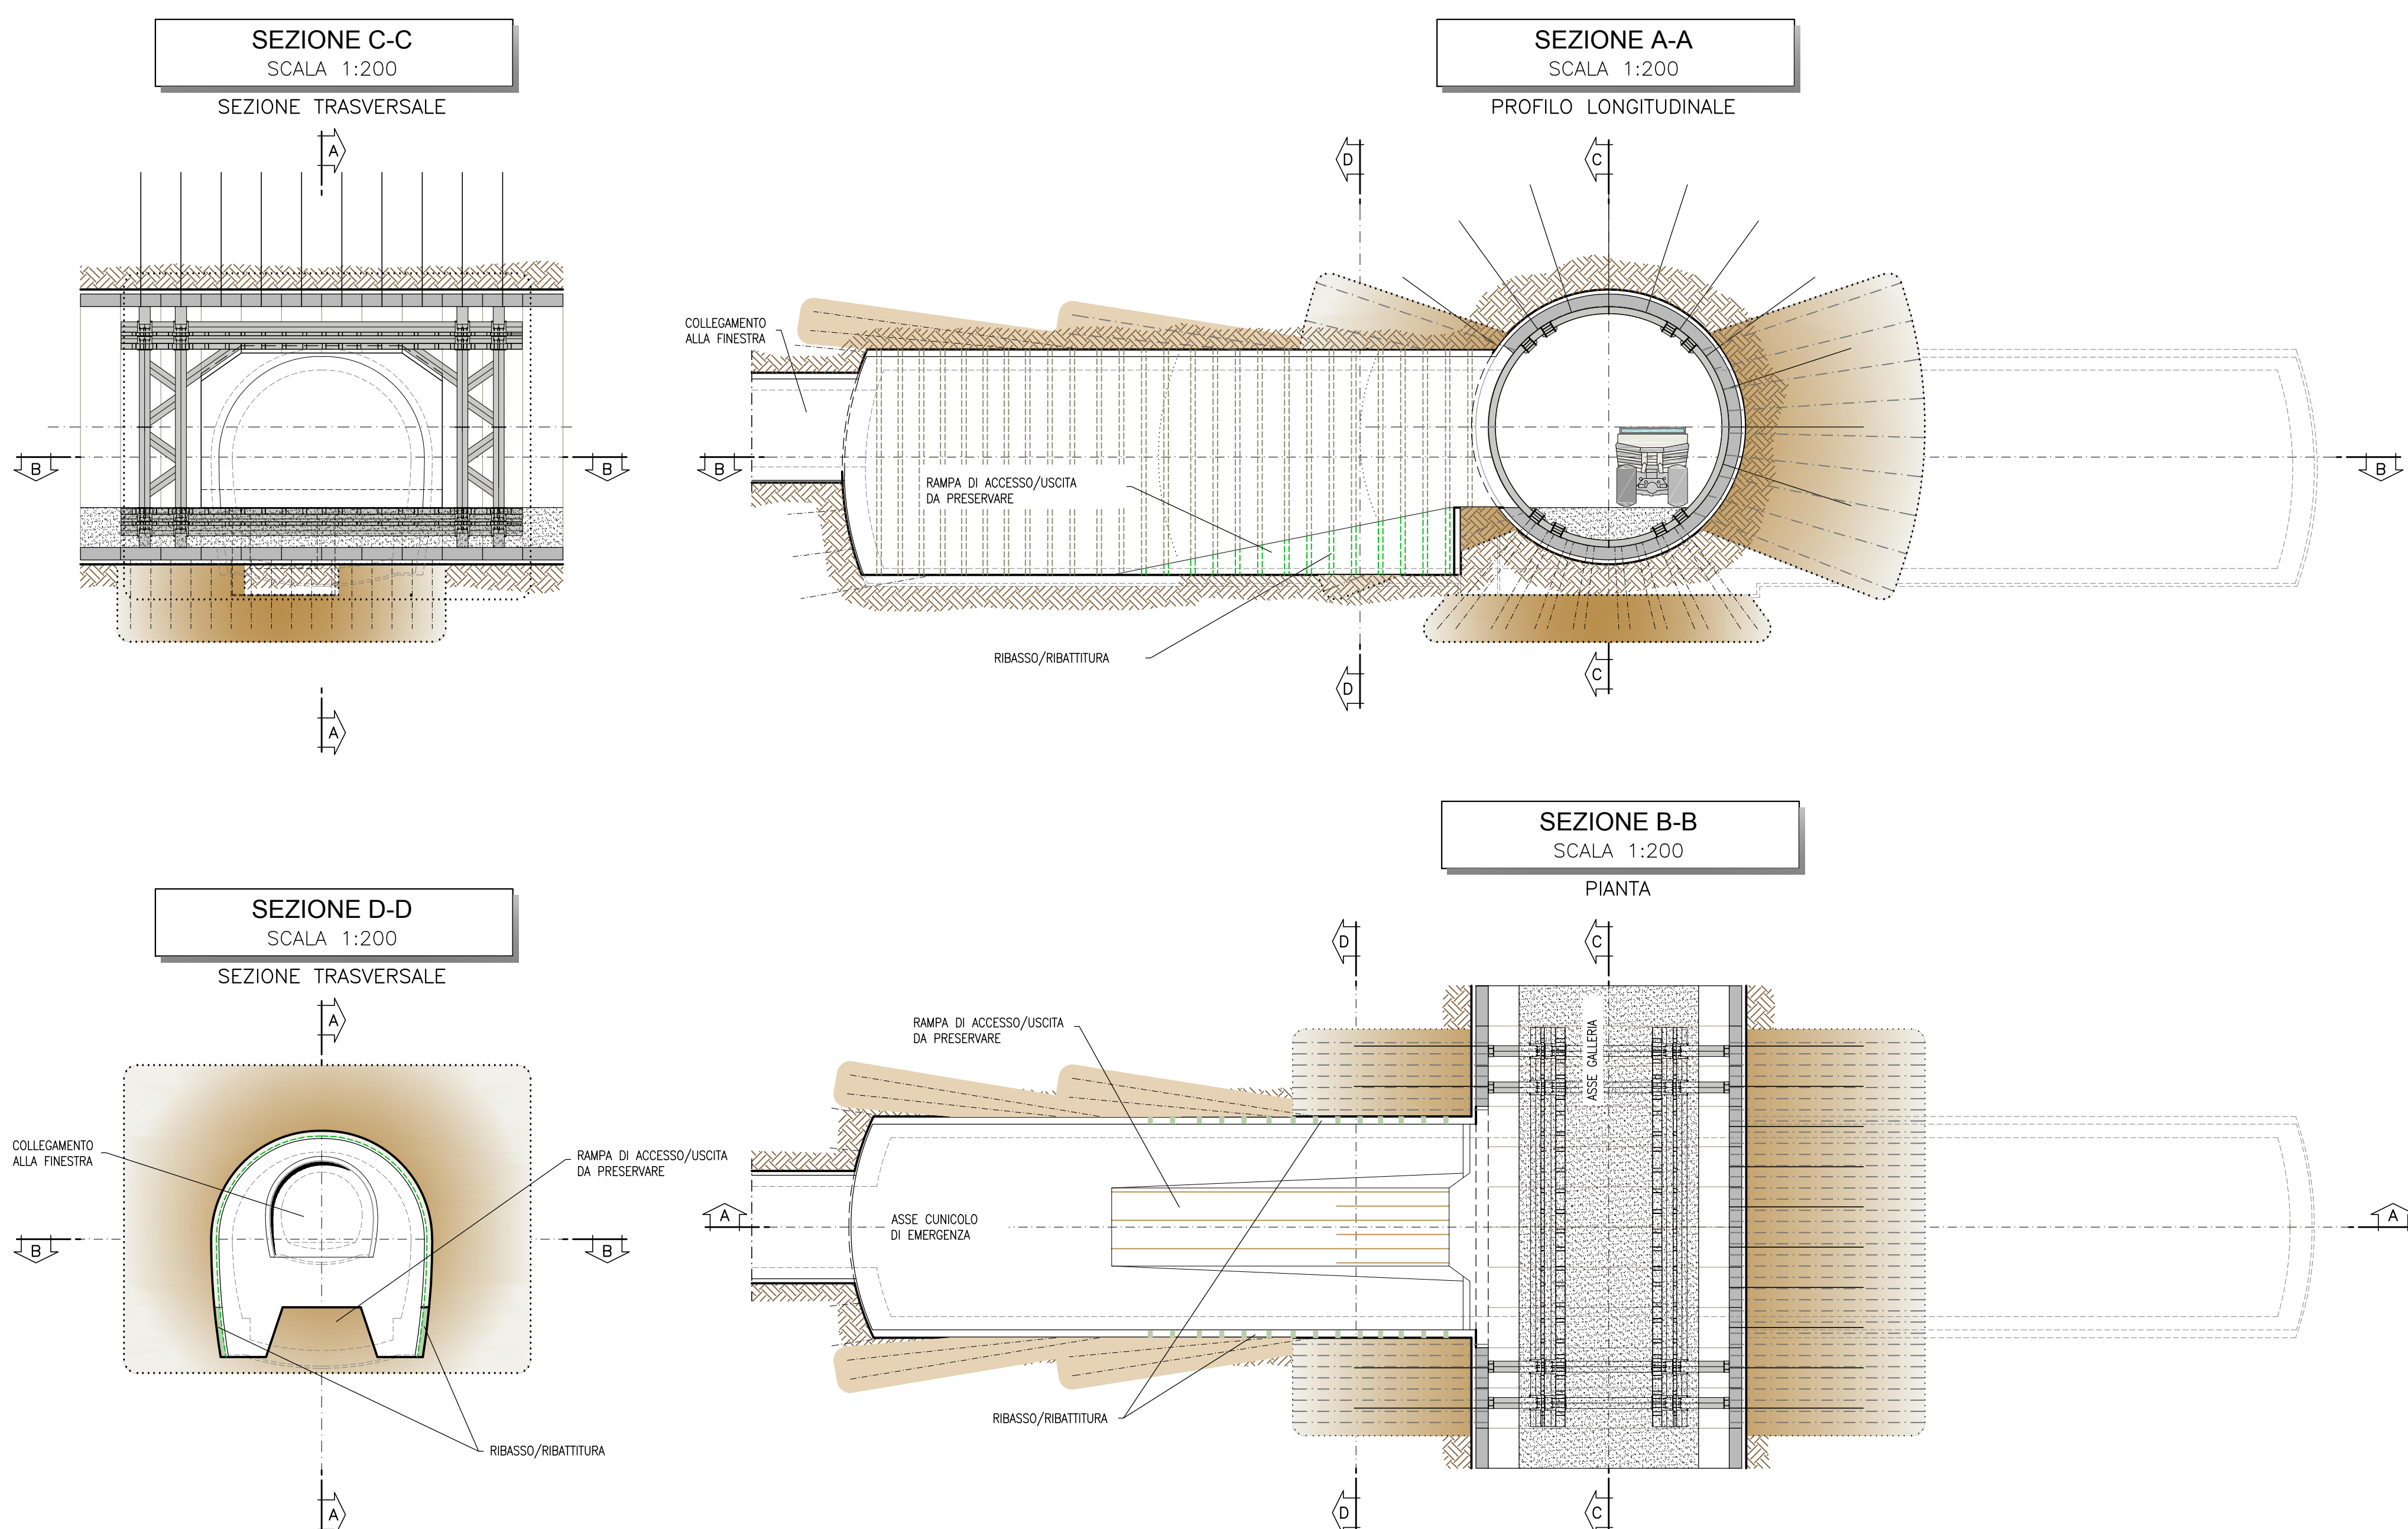 SEZIONE C-C
SCALA 1:200
SEZIONE TRASVERSALE
A
B
B
A
SEZIONE A-A
SCALA 1:200
PROFILO LONGITUDINALE
D
C
COLLEGAMENTO
ALLA FINESTRA
B
B
RAMPA DI ACCESSO/USCITA
DA PRESERVARE
RIBASSO/RIBATTITURA
D
C
SEZIONE D-D
SCALA 1:200
SEZIONE TRASVERSALE
A
COLLEGAMENTO
ALLA FINESTRA
RAMPA DI ACCESSO/USCITA
DA PRESERVARE
B
B
RIBASSO/RIBATTITURA
A
SEZIONE B-B
SCALA 1:200
PIANTA
D
C
RAMPA DI ACCESSO/USCITA
DA PRESERVARE
ASSE GALLERIA
A
ASSE CUNICOLO
DI EMERGENZA
A
RIBASSO/RIBATTITURA
D
C